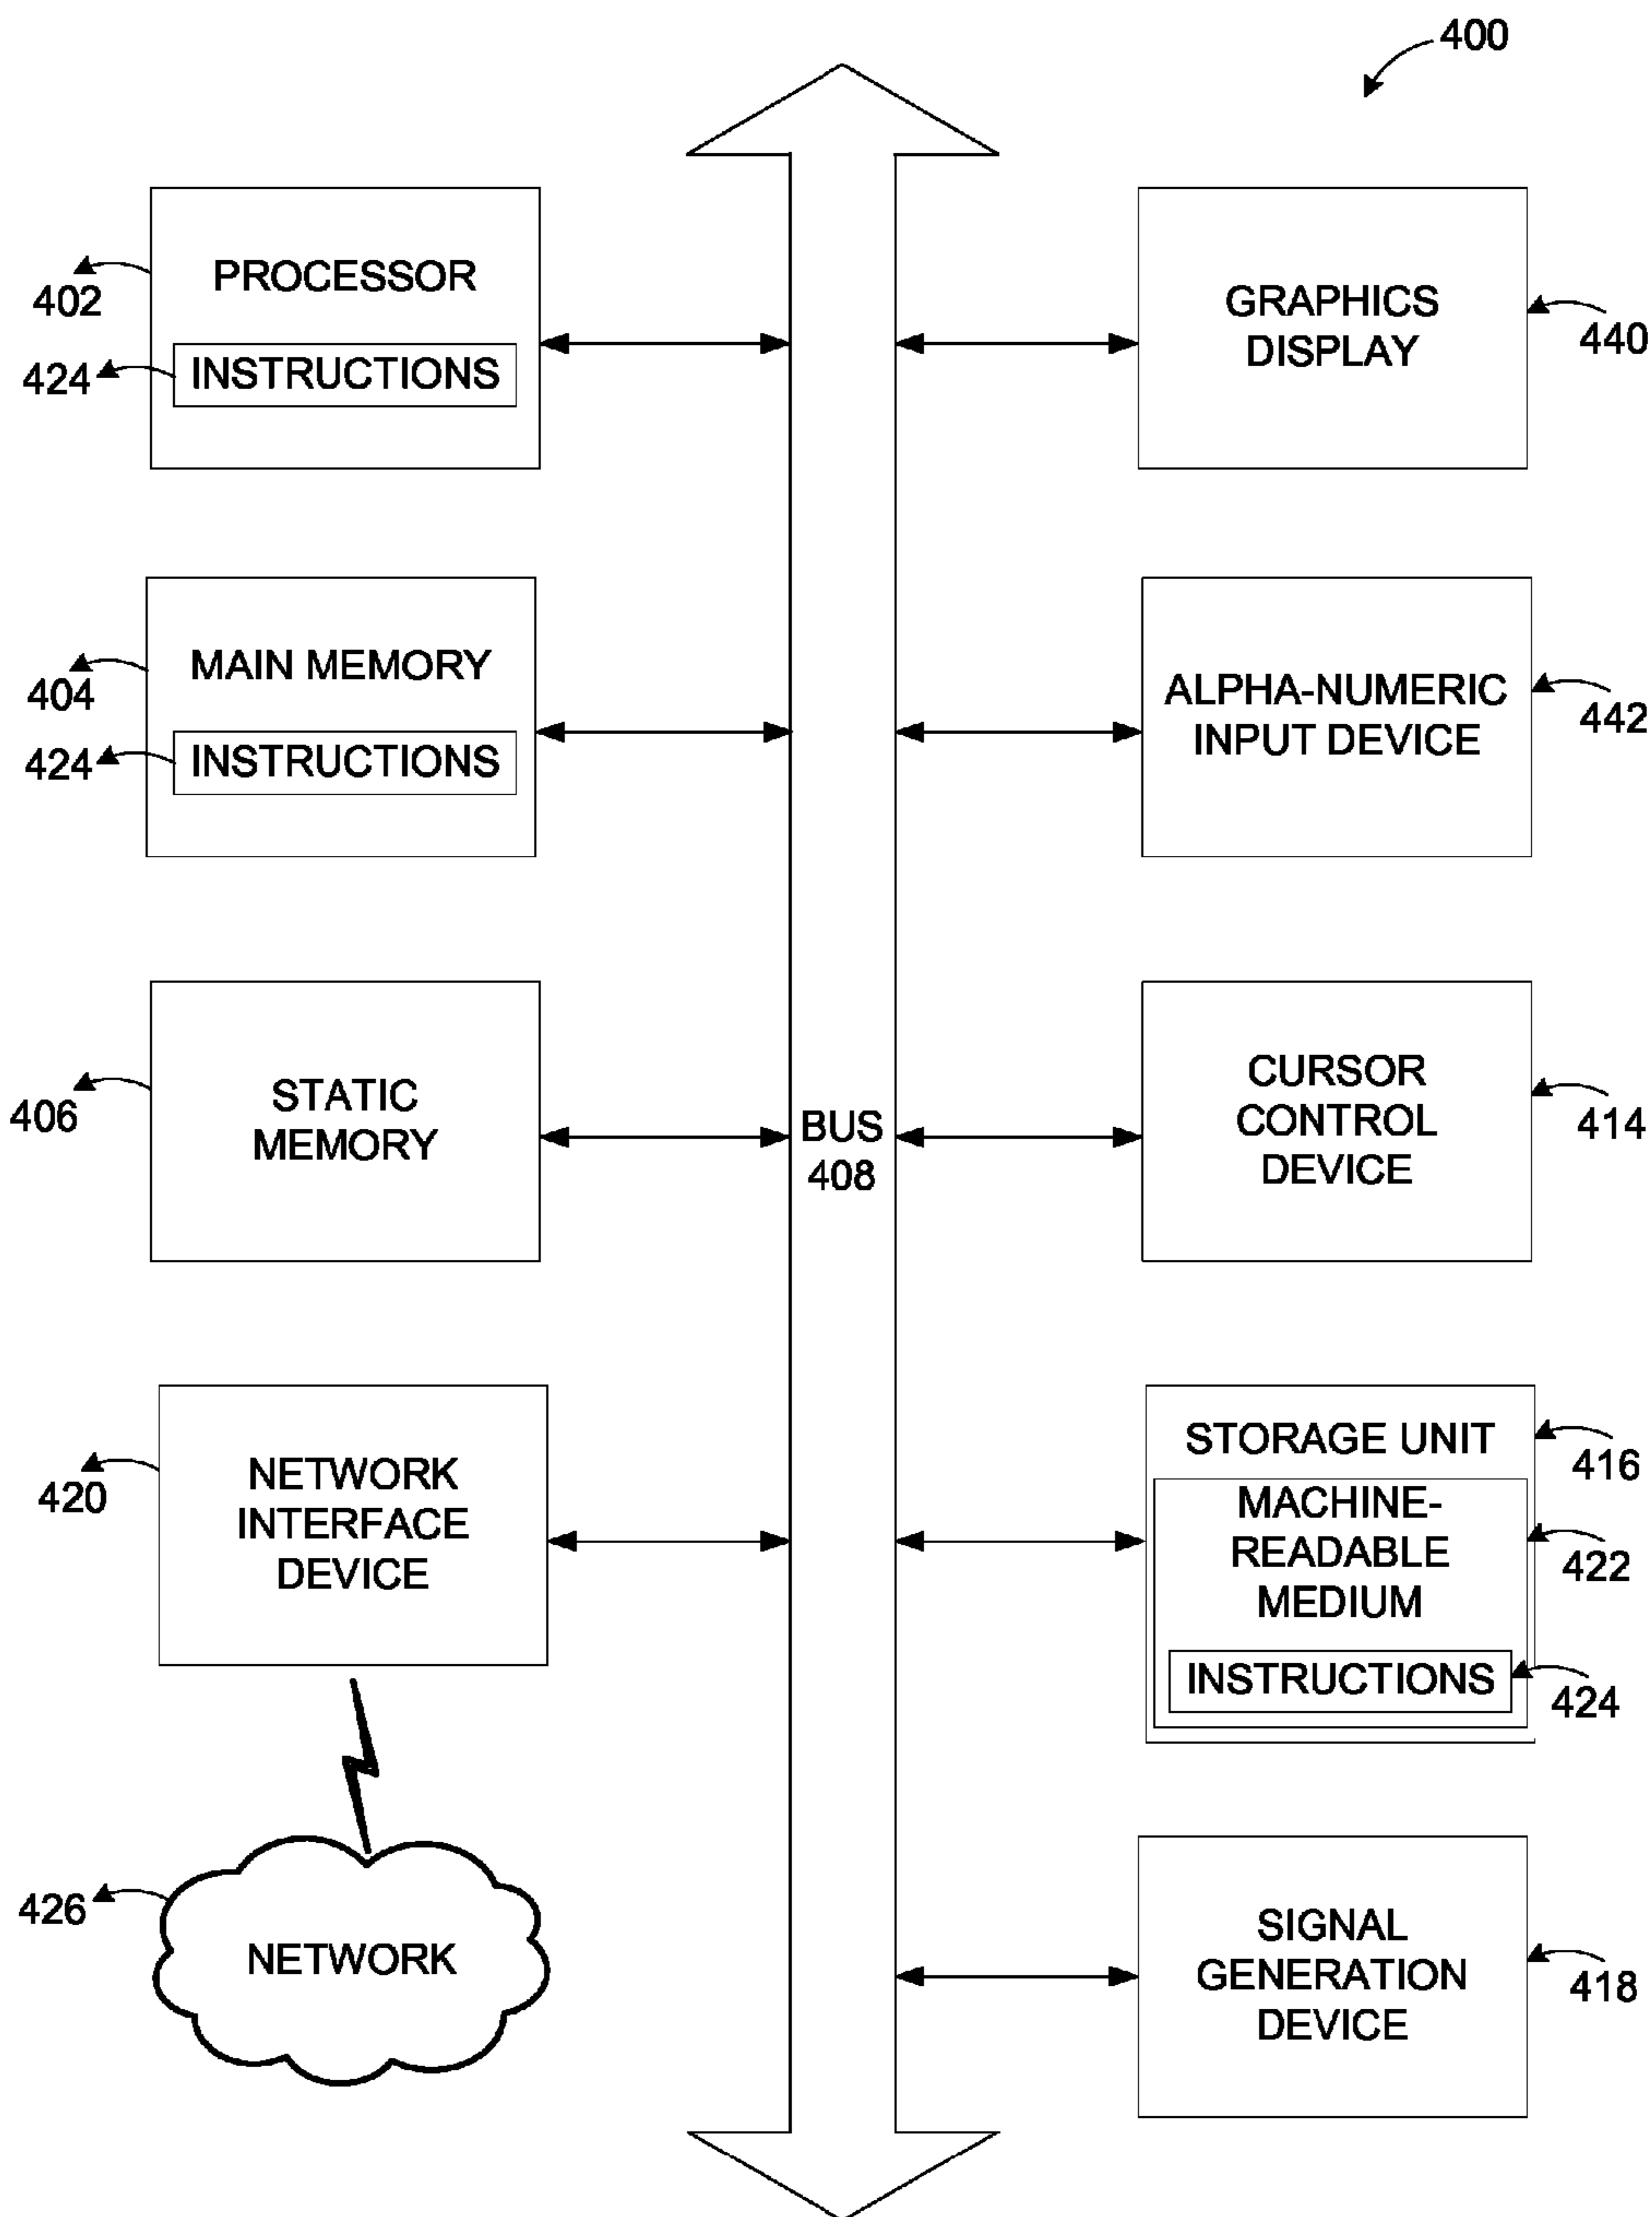 400
PROCESSOR
402
424
INSTRUCTIONS
GRAPHICS
DISPLAY
440
MAIN MEMORY
404
424
INSTRUCTIONS
ALPHA-NUMERIC
INPUT DEVICE
442
STATIC
MEMORY
406
BUS
408
CURSOR
CONTROL
DEVICE
414
NETWORK
INTERFACE
DEVICE
420
STORAGE UNIT
416
MACHINE-
READABLE
MEDIUM
422
INSTRUCTIONS
424
426
NETWORK
SIGNAL
GENERATION
DEVICE
418